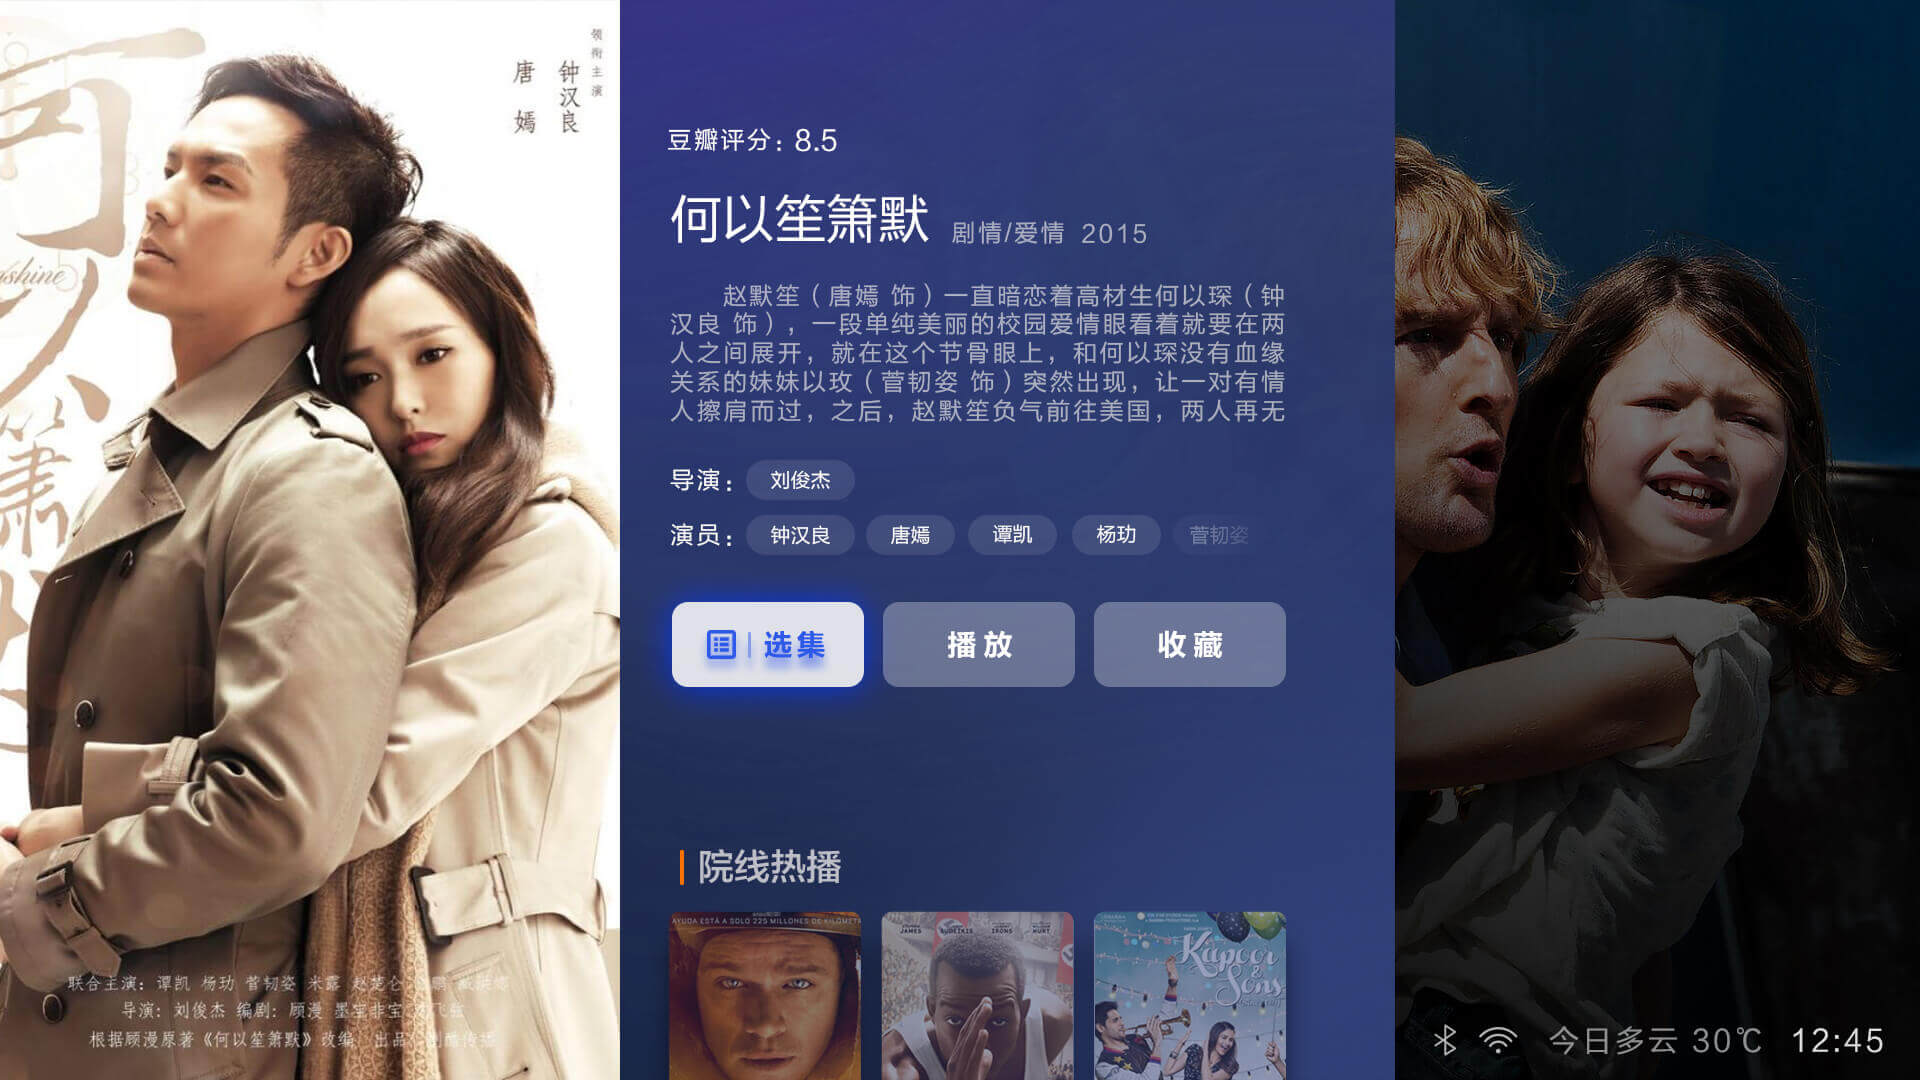 领衔主演
钟汉良
唐嫣
shine
联合主演：谭凯 杨玏 菅韧姿 米露
导演：刘俊杰 编剧：顾漫 墨宝非宝
根据顾漫原著《何以笙箫默》改编
豆瓣评分：8.5
何以笙箫默 剧情/爱情 2015
赵默笙（唐嫣 饰）一直暗恋着高材生何以琛（钟
汉良 饰），一段单纯美丽的校园爱情眼看着就要在两
人之间展开，就在这个节骨眼上，和何以琛没有血缘
关系的妹妹以玫（菅韧姿 饰）突然出现，让一对有情
人擦肩而过，之后，赵默笙负气前往美国，两人再无
导演： 刘俊杰
演员： 钟汉良 唐嫣 谭凯 杨玏 菅韧姿
选集 播放 收藏
院线热播
AYUDA ESTÁ A SOLO 225 MILLONES DE
JAMES SUDEIKIS IRONS HURT
Kapoor & Sons
今日多云 30℃ 12:45